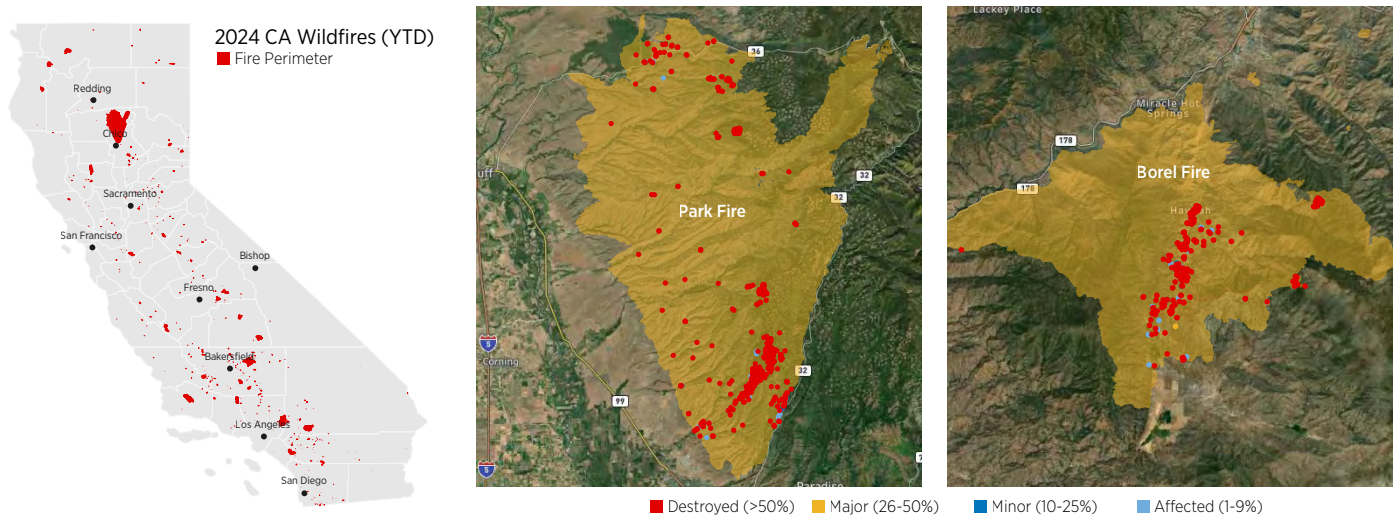 2024 CA Wildfires (YTD)
Fire Perimeter
Redding
Chico
Sacramento
San Francisco
Bishop
Fresno
Bakersfield
Los Angeles
San Diego
36
32
uff
32
Park Fire
5
Corning
32
99
5
Paradise
Lackey Place
Miracle Hot
Springs
178
Borel Fire
178
Destroyed (>50%)
Major (26-50%)
Minor (10-25%)
Affected (1-9%)